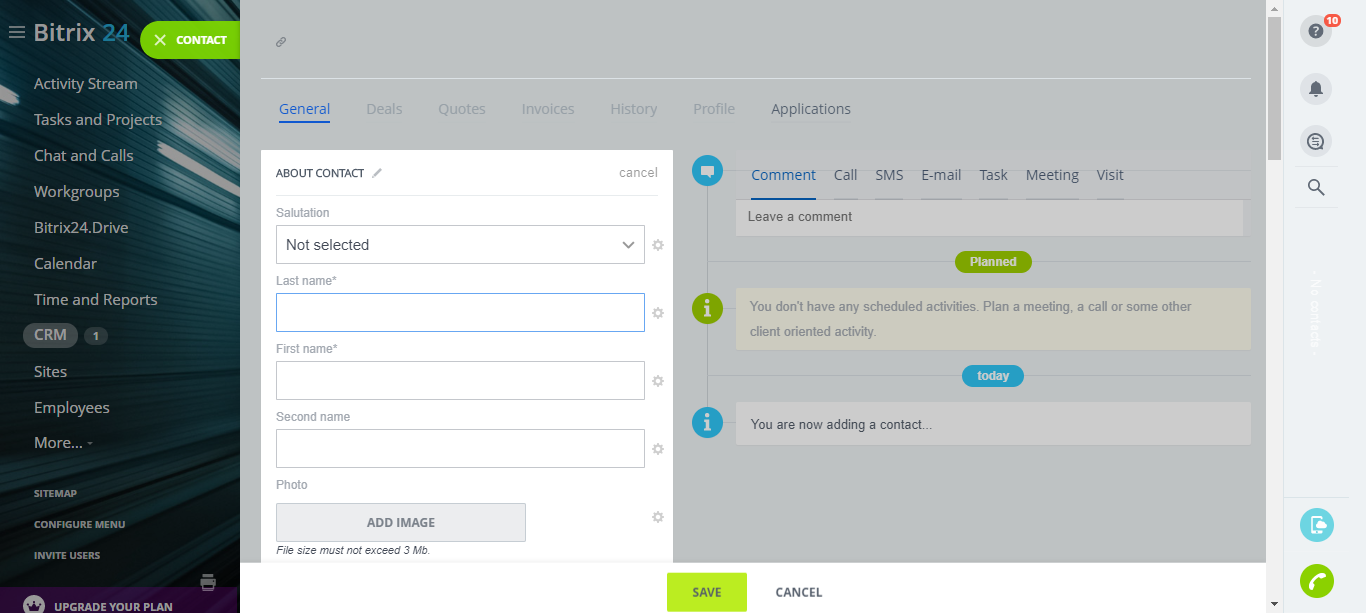 Bitrix 24
CONTACT
Activity Stream
Tasks and Projects
Chat and Calls
Workgroups
Bitrix24.Drive
Calendar
Time and Reports
CRM 1
Sites
Employees
More...
SITEMAP
CONFIGURE MENU
INVITE USERS
UPGRADE YOUR PLAN
General Deals Quotes Invoices History Profile Applications
ABOUT CONTACT cancel
Salutation
Not selected
Last name*
First name*
Second name
Photo
ADD IMAGE
File size must not exceed 3 Mb.
Comment Call SMS E-mail Task Meeting Visit
Leave a comment
Planned
You don't have any scheduled activities. Plan a meeting, a call or some other
client oriented activity.
today
You are now adding a contact...
SAVE CANCEL
10
- No contacts -